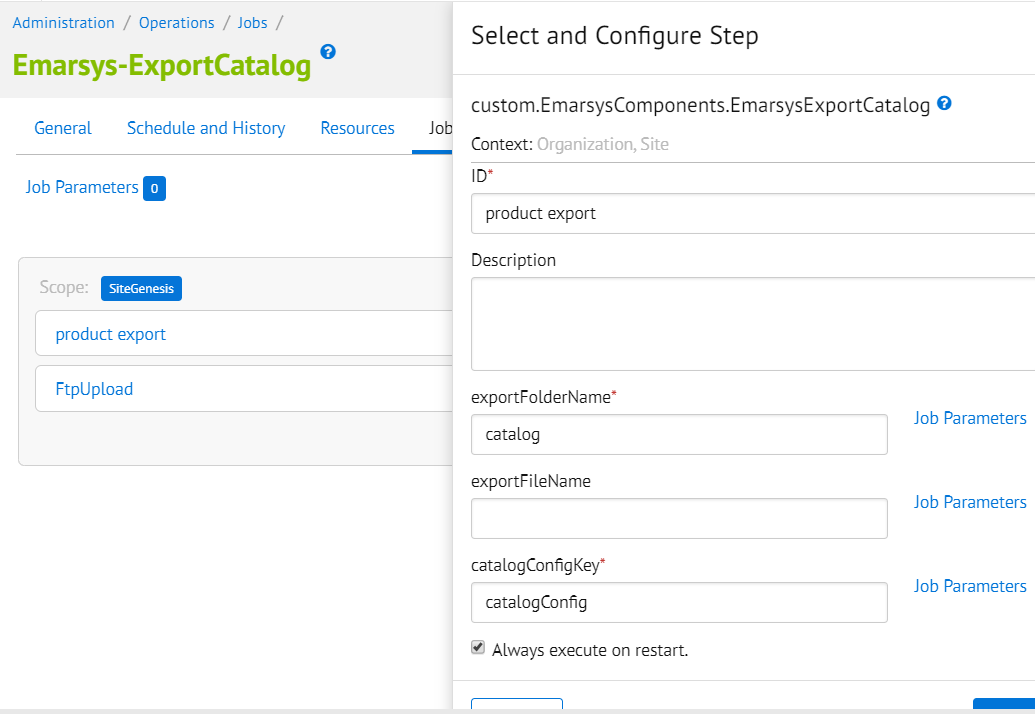 Administration / Operations / Jobs /
Emarsys-ExportCatalog ?
General Schedule and History Resources Job
Job Parameters 0
Scope: SiteGenesis
product export
FtpUpload
Select and Configure Step
custom.EmarsysComponents.EmarsysExportCatalog ?
Context: Organization, Site
ID*
product export
Description
exportFolderName*
catalog
Job Parameters
exportFileName
Job Parameters
catalogConfigKey*
catalogConfig
Job Parameters
Always execute on restart.